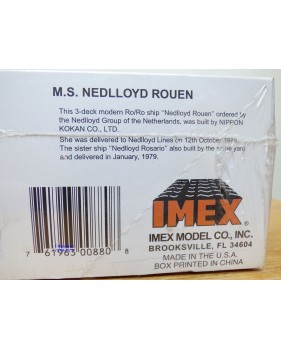 M.S. NEDLLOYD ROUEN
This 3-deck modern Ro/Ro ship "Nedlloyd Rouen" ordered by
the Nedlloyd Group of the Netherlands, was built by NIPPON
KOKAN CO., LTD.
She was delivered to Nedlloyd Lines on 12th October 1978.
The sister ship "Nedlloyd Rosario" also built by the same yard
and delivered in January, 1979.
IMEX®
IMEX MODEL CO., INC.
BROOKSVILLE, FL 34604
MADE IN THE U.S.A.
BOX PRINTED IN CHINA
7 61963 00880 8